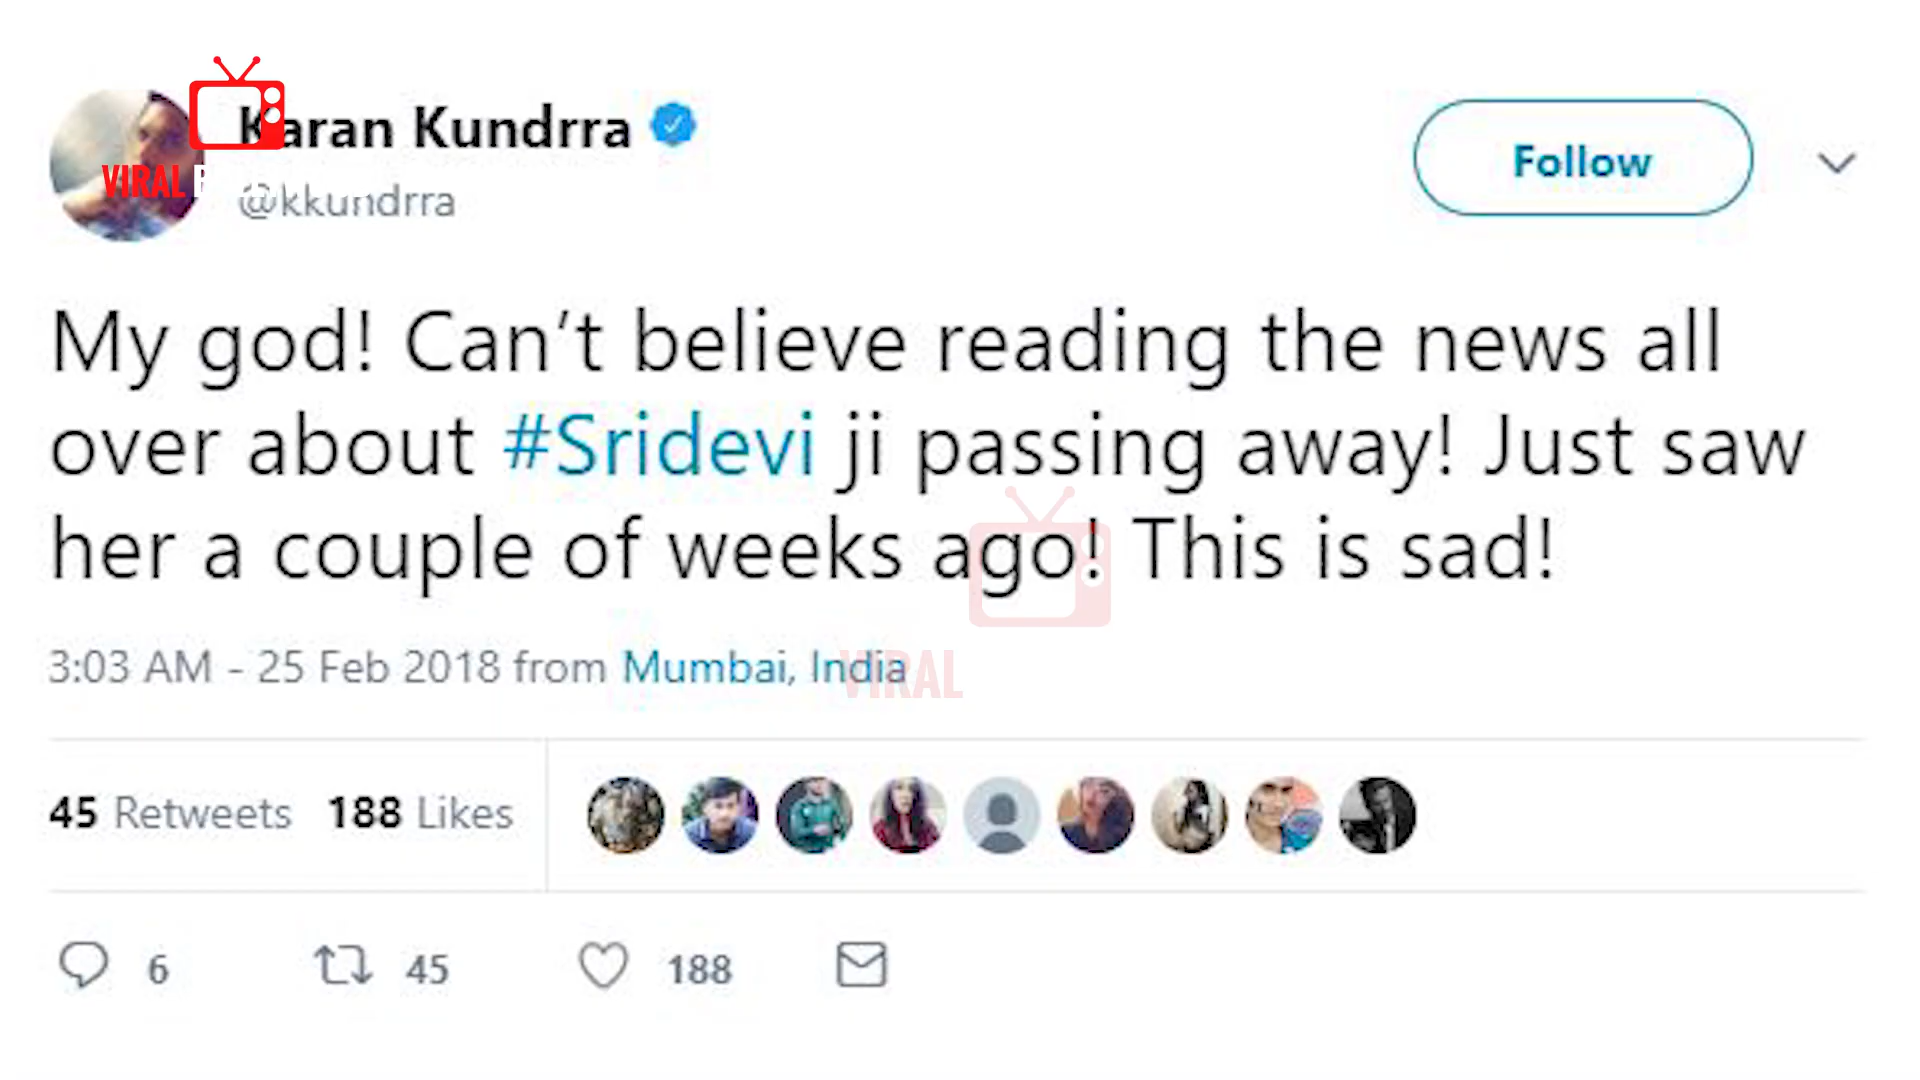 Karan Kundrra
VIRAL
@kkundrra
Follow
My god! Can't believe reading the news all
over about #Sridevi ji passing away! Just saw
her a couple of weeks ago! This is sad!
3:03 AM - 25 Feb 2018 from Mumbai, India
VIRAL
45 Retweets 188 Likes
6 45 188